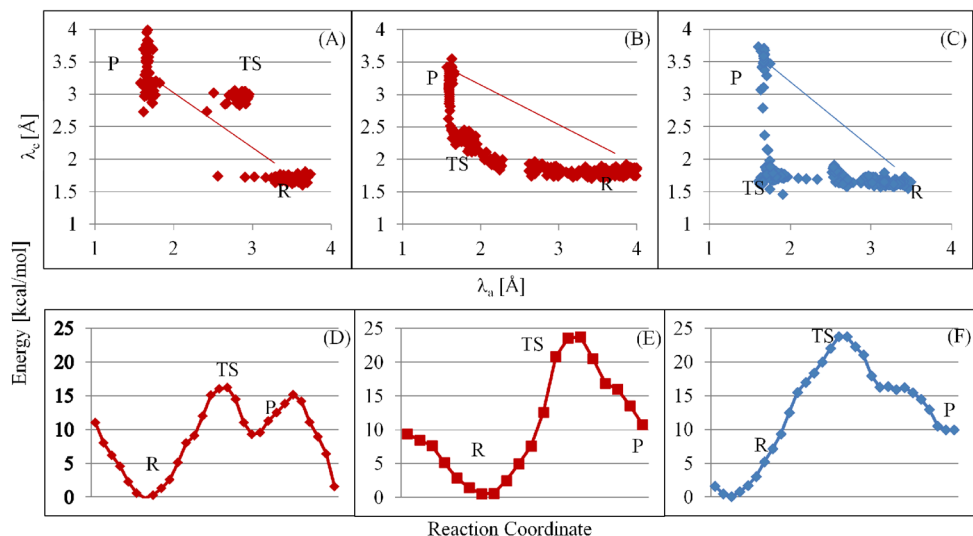 (A) (B) (C)
P TS R
P TS R
P TS R
4 3.5 3 2.5 2 1.5 1
4 3.5 3 2.5 2 1.5 1
4 3.5 3 2.5 2 1.5 1
λc [Å]
1 2 3 4
1 2 3 4
1 2 3 4
λa [Å]
Energy [kcal/mol]
(D) (E) (F)
R TS P
R TS P
R TS P
25 20 15 10 5 0
25 20 15 10 5 0
25 20 15 10 5 0
Reaction Coordinate